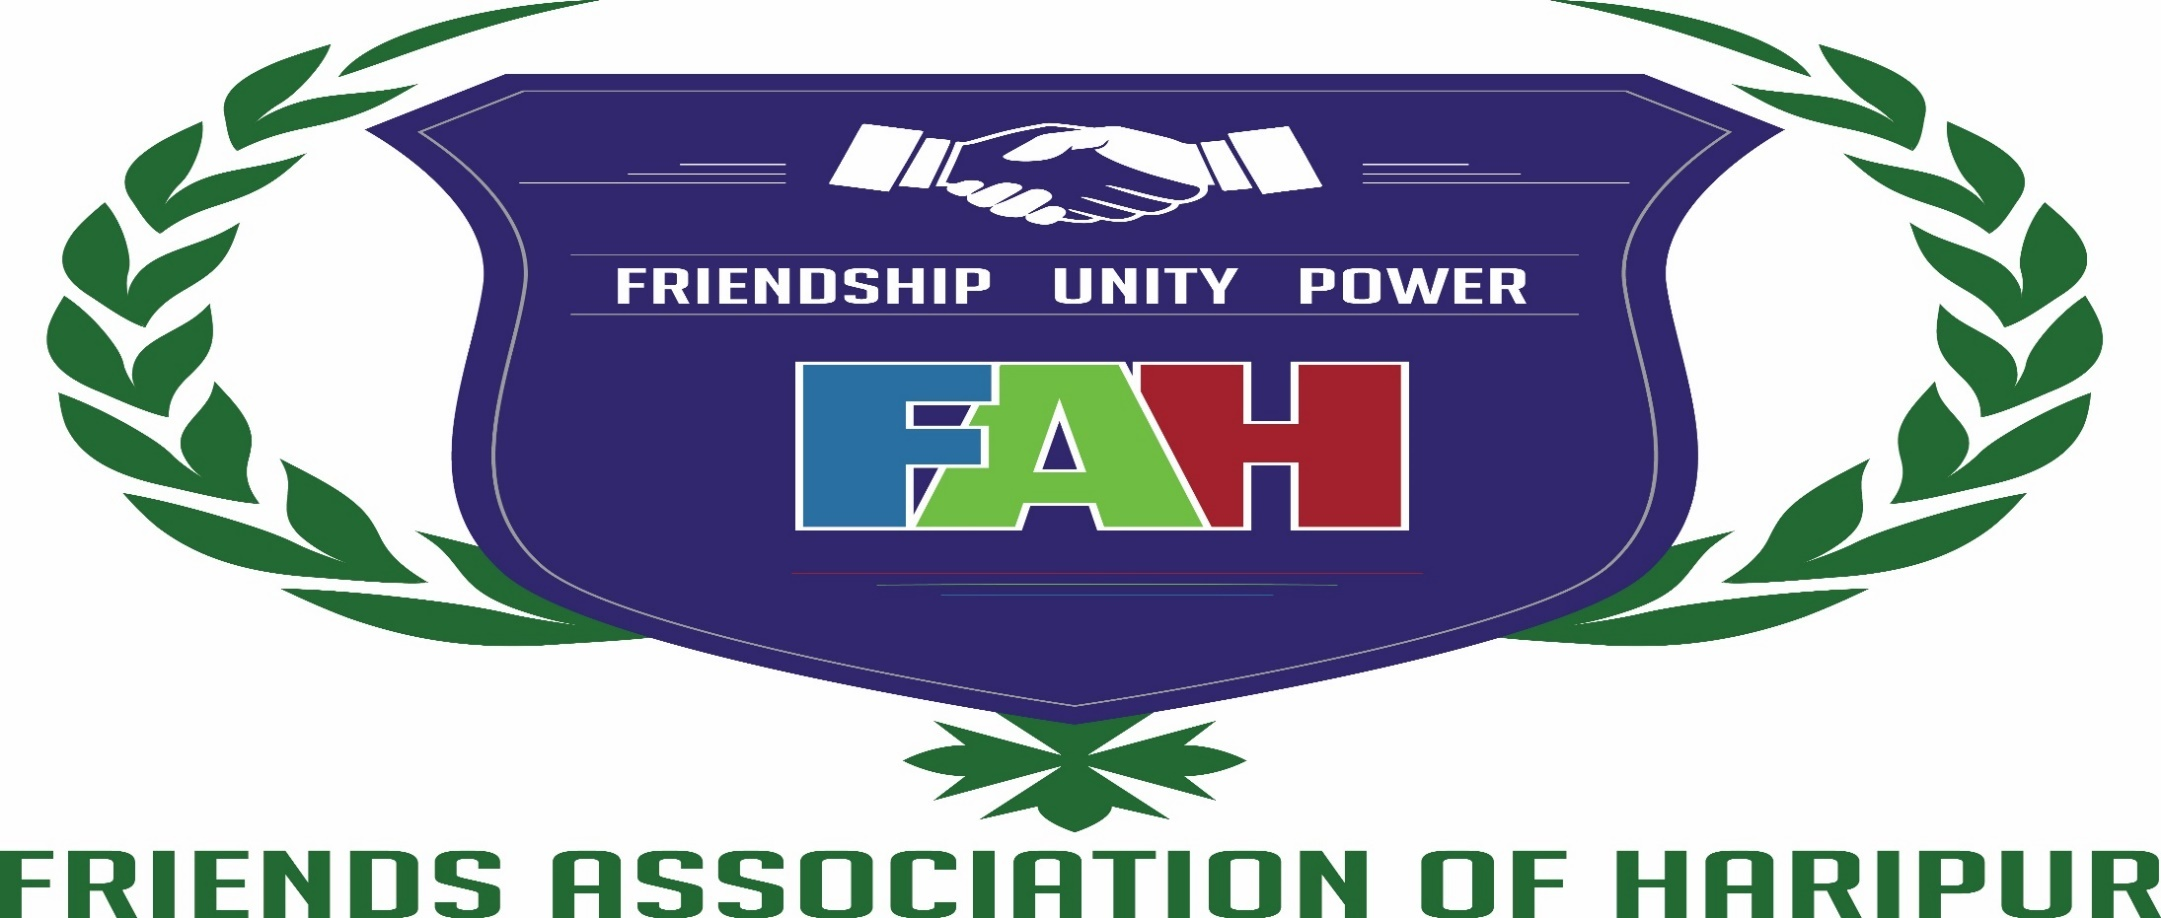 FRIENDSHIP UNITY POWER
FAH
FRIENDS ASSOCIATION OF HARIPUR